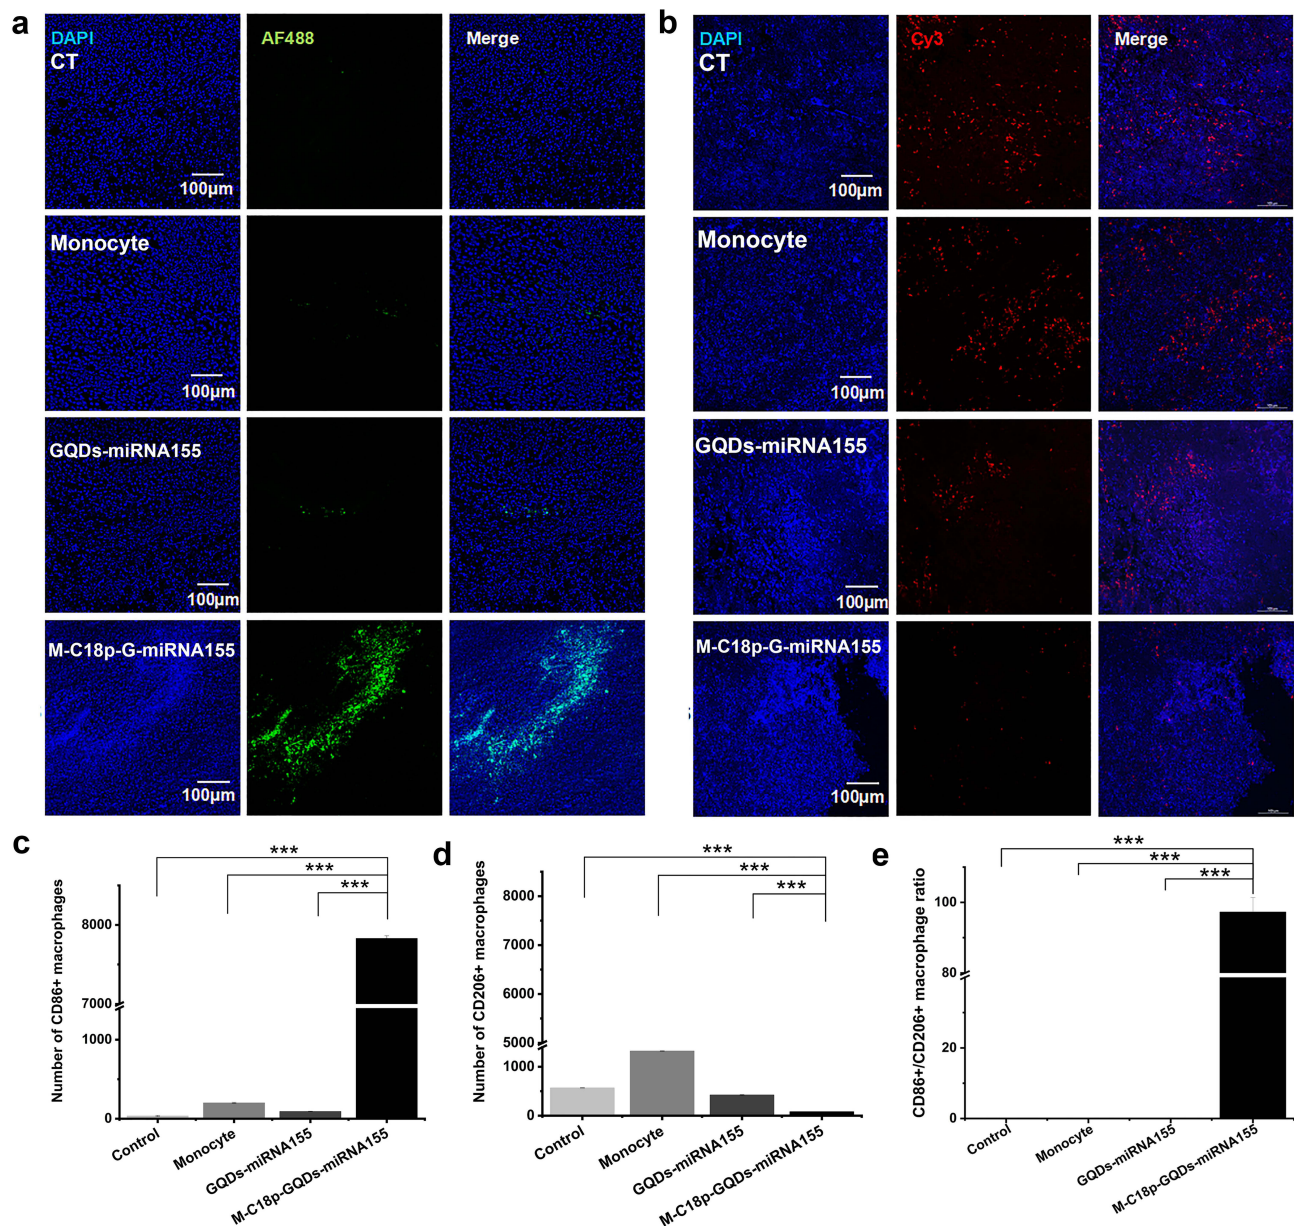 a
DAPI
CT
AF488
Merge
100µm
Monocyte
100µm
GQDs-miRNA155
100µm
M-C18p-G-miRNA155
100µm
b
DAPI
CT
Cy3
Merge
100µm
Monocyte
100µm
GQDs-miRNA155
100µm
M-C18p-G-miRNA155
100µm
c
***
***
***
Number of CD86+ macrophages
8000
7000
1000
0
Control
Monocyte
GQDs-miRNA155
M-C18p-GQDs-miRNA155
d
***
***
***
Number of CD206+ macrophages
8000
7000
6000
5000
1000
0
Control
Monocyte
GQDs-miRNA155
M-C18p-GQDs-miRNA155
e
***
***
***
CD86+/CD206+ macrophage ratio
100
80
20
0
Control
Monocyte
GQDs-miRNA155
M-C18p-GQDs-miRNA155